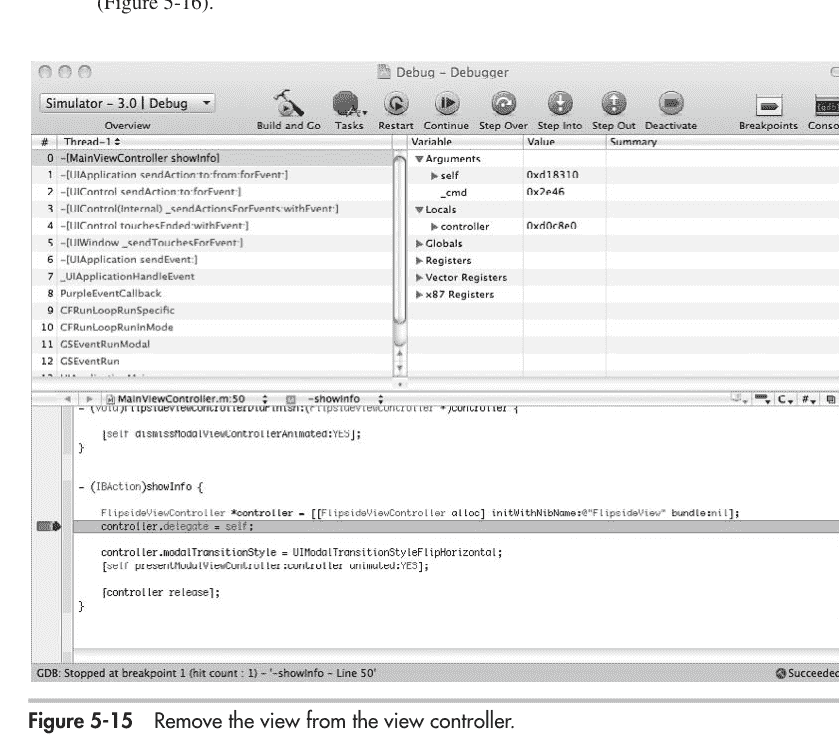 (Figure 5-16).
Debug – Debugger
Simulator – 3.0 | Debug
Overview Build and Go Tasks Restart Continue Step Over Step Into Step Out Deactivate Breakpoints Conso
# Thread-1 Variable Value Summary
0 -[MainViewController showInfo]
1 -[UIApplication sendAction:to:from:forEvent:]
2 -[UIControl sendAction:to:forEvent:]
3 -[UIControl(Internal) _sendActionsForEvents:withEvent:]
4 -[UIControl touchesEnded:withEvent:]
5 -[UIWindow _sendTouchesForEvent:]
6 -[UIApplication sendEvent:]
7 _UIApplicationHandleEvent
8 PurpleEventCallback
9 CFRunLoopRunSpecific
10 CFRunLoopRunInMode
11 GSEventRunModal
12 GSEventRun
Arguments
self 0xd18310
_cmd 0x2e46
Locals
controller 0xd0c8e0
Globals
Registers
Vector Registers
x87 Registers
MainViewController.m:50 -showInfo C #
- (void)flipsideViewControllerDidFinish:(FlipsideViewController *)controller {
[self dismissModalViewControllerAnimated:YES];
}
- (IBAction)showInfo {
FlipsideViewController *controller = [[FlipsideViewController alloc] initWithNibName:@"FlipsideView" bundle:nil];
controller.delegate = self;
controller.modalTransitionStyle = UIModalTransitionStyleFlipHorizontal;
[self presentModalViewController:controller animated:YES];
[controller release];
}
GDB: Stopped at breakpoint 1 (hit count : 1) – '-showInfo – Line 50' Succeeded
Figure 5-15 Remove the view from the view controller.